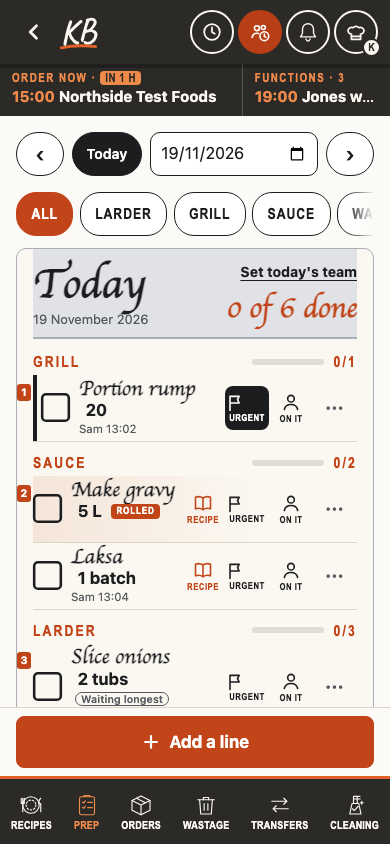 KB
K
ORDER NOW · IN 1 H
15:00 Northside Test Foods
FUNCTIONS · 3
19:00 Jones w...
Today
19/11/2026
ALL
LARDER
GRILL
SAUCE
WA
Today
19 November 2026
Set today's team
0 of 6 done
GRILL 0/1
1
Portion rump
20
Sam 13:02
URGENT
ON IT
SAUCE 0/2
2
Make gravy
5 L ROLLED
RECIPE
URGENT
ON IT
Laksa
1 batch
Sam 13:04
RECIPE
URGENT
ON IT
LARDER 0/3
3
Slice onions
2 tubs
Waiting longest
URGENT
ON IT
+ Add a line
RECIPES
PREP
ORDERS
WASTAGE
TRANSFERS
CLEANING